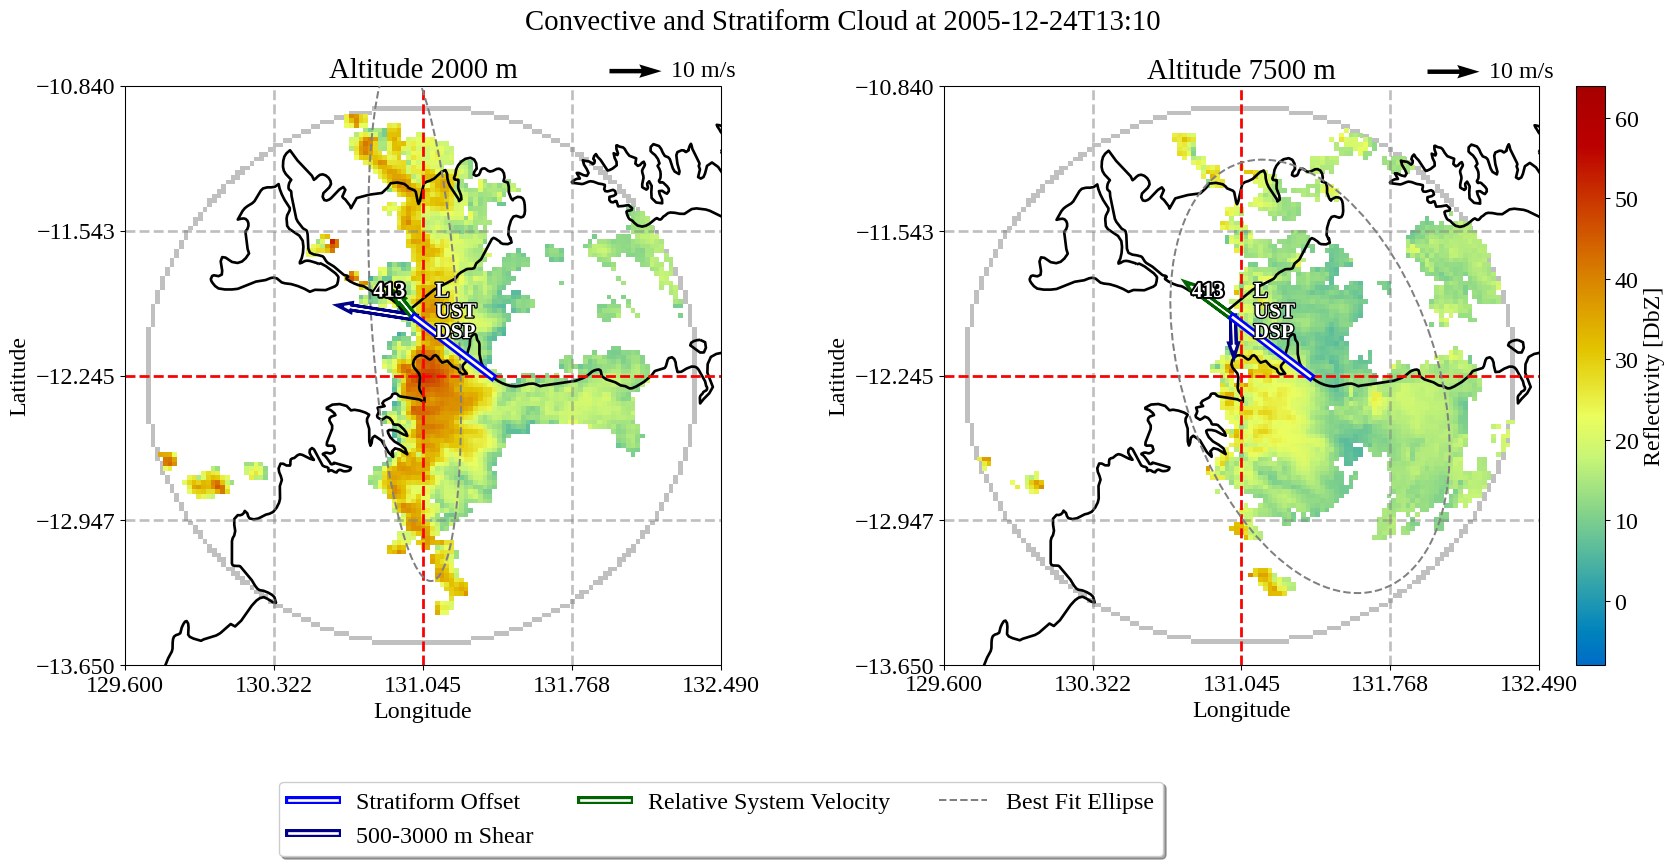 Convective and Stratiform Cloud at 2005-12-24T13:10
Altitude 2000 m
10 m/s
−10.840
−11.543
−12.245
−12.947
−13.650
129.600
130.322
131.045
131.768
132.490
Latitude
Longitude
413
L
UST
DSP
Altitude 7500 m
10 m/s
−10.840
−11.543
−12.245
−12.947
−13.650
129.600
130.322
131.045
131.768
132.490
Latitude
Longitude
413
L
UST
DSP
60
50
40
30
20
10
0
Reflectivity [DbZ]
Stratiform Offset
500-3000 m Shear
Relative System Velocity
Best Fit Ellipse